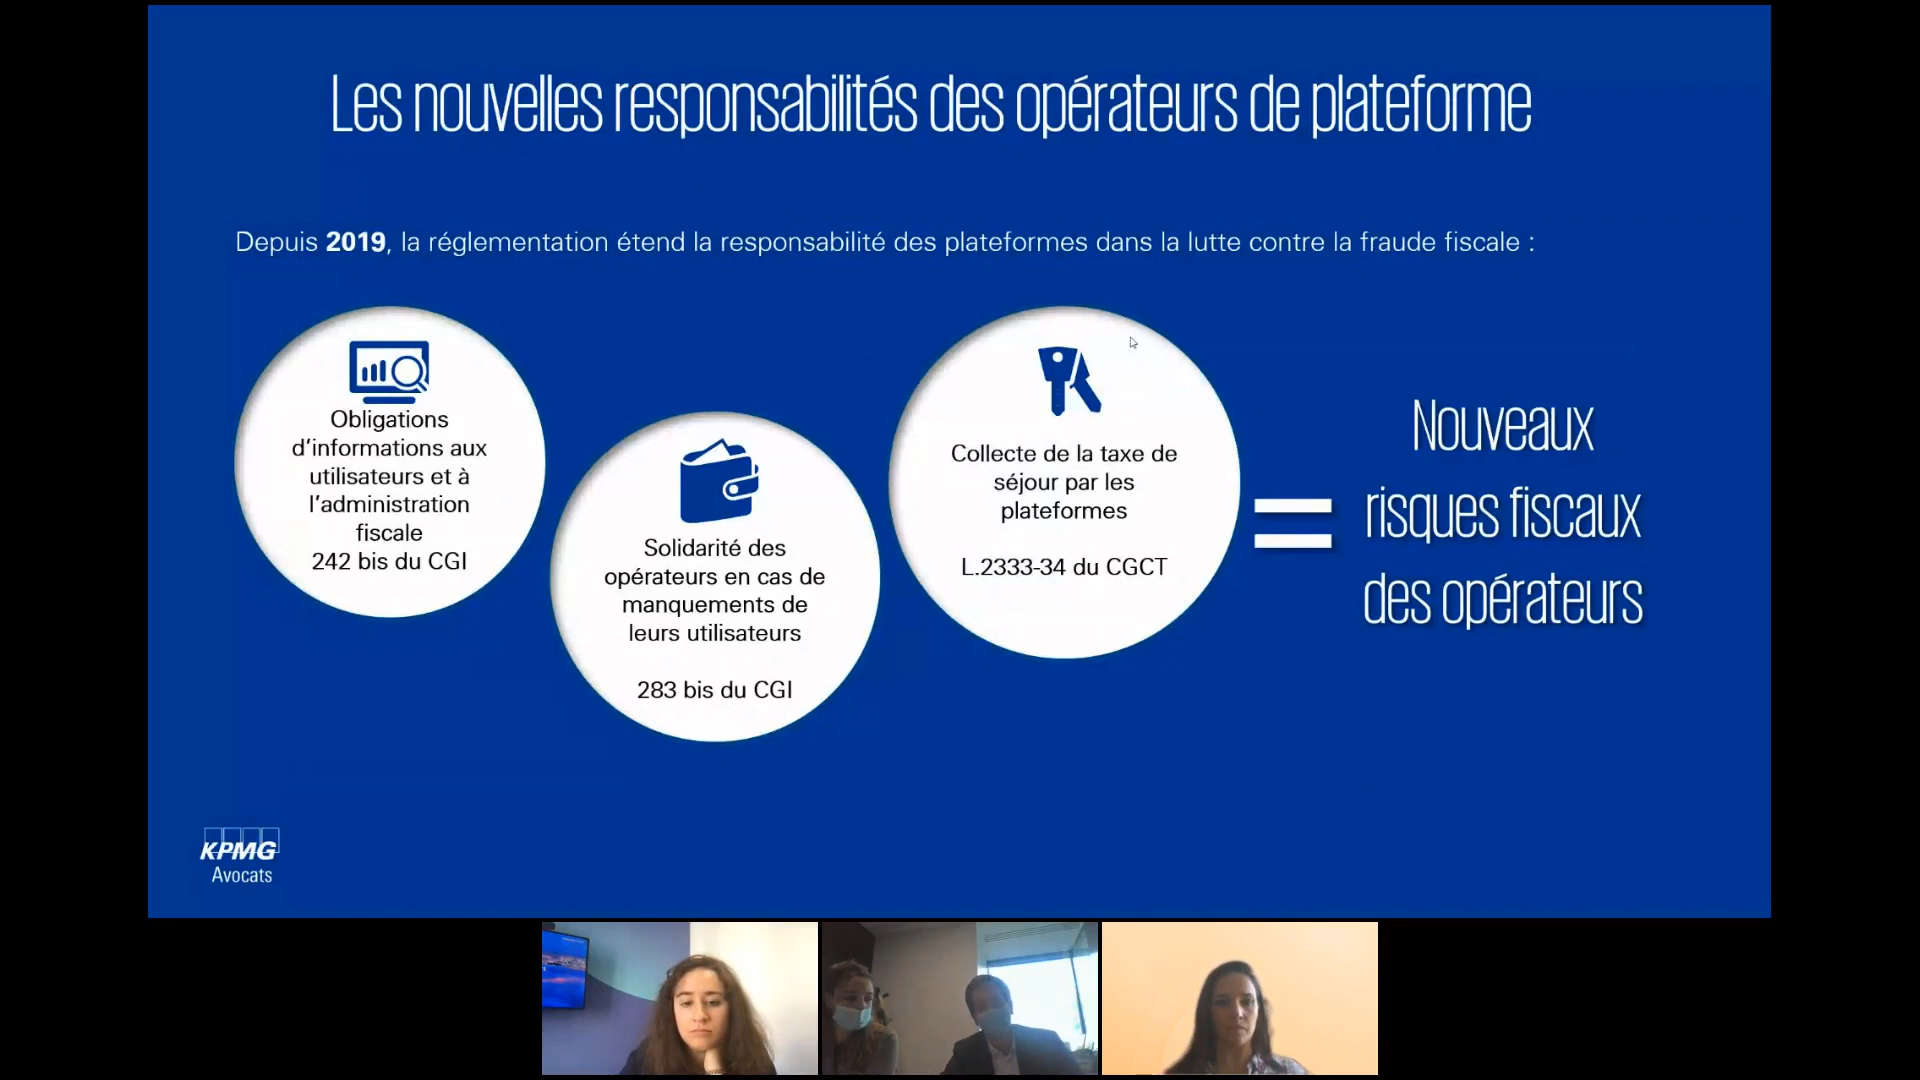 Les nouvelles responsabilités des opérateurs de plateforme
Depuis 2019, la réglementation étend la responsabilité des plateformes dans la lutte contre la fraude fiscale :
Obligations
d'informations aux
utilisateurs et à
l'administration
fiscale
242 bis du CGI
Solidarité des
opérateurs en cas de
manquements de
leurs utilisateurs
283 bis du CGI
Collecte de la taxe de
séjour par les
plateformes
L.2333-34 du CGCT
=
Nouveaux
risques fiscaux
des opérateurs
KPMG
Avocats